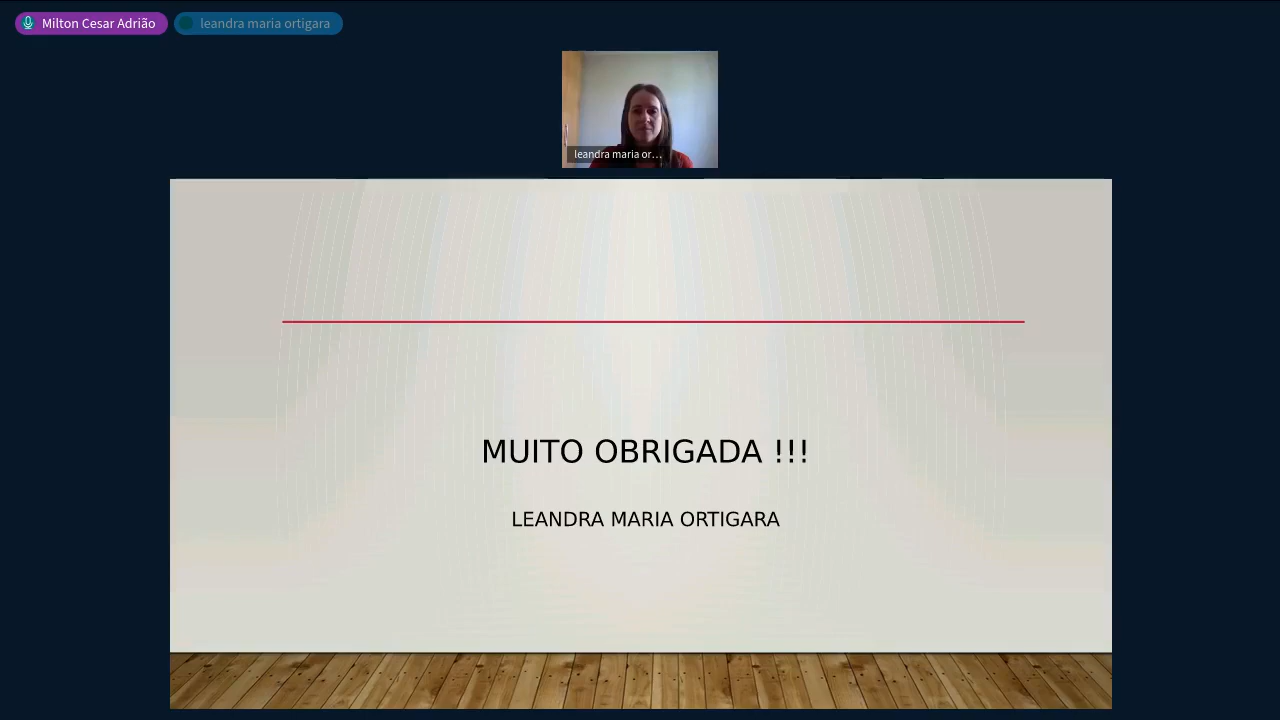 Milton Cesar Adrião
leandra maria ortigara
leandra maria or…
MUITO OBRIGADA !!!
LEANDRA MARIA ORTIGARA